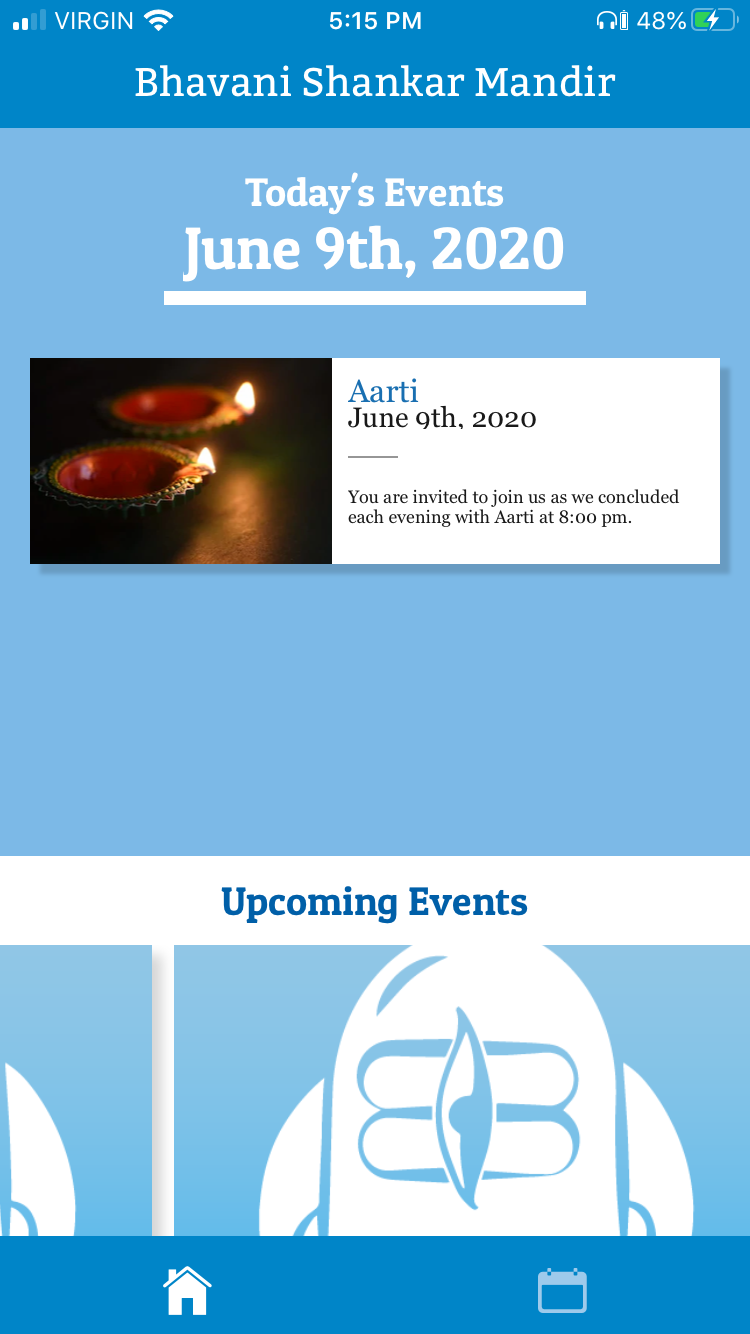 VIRGIN 5:15 PM 48%
Bhavani Shankar Mandir
Today's Events
June 9th, 2020
Aarti
June 9th, 2020
You are invited to join us as we concluded
each evening with Aarti at 8:00 pm.
Upcoming Events